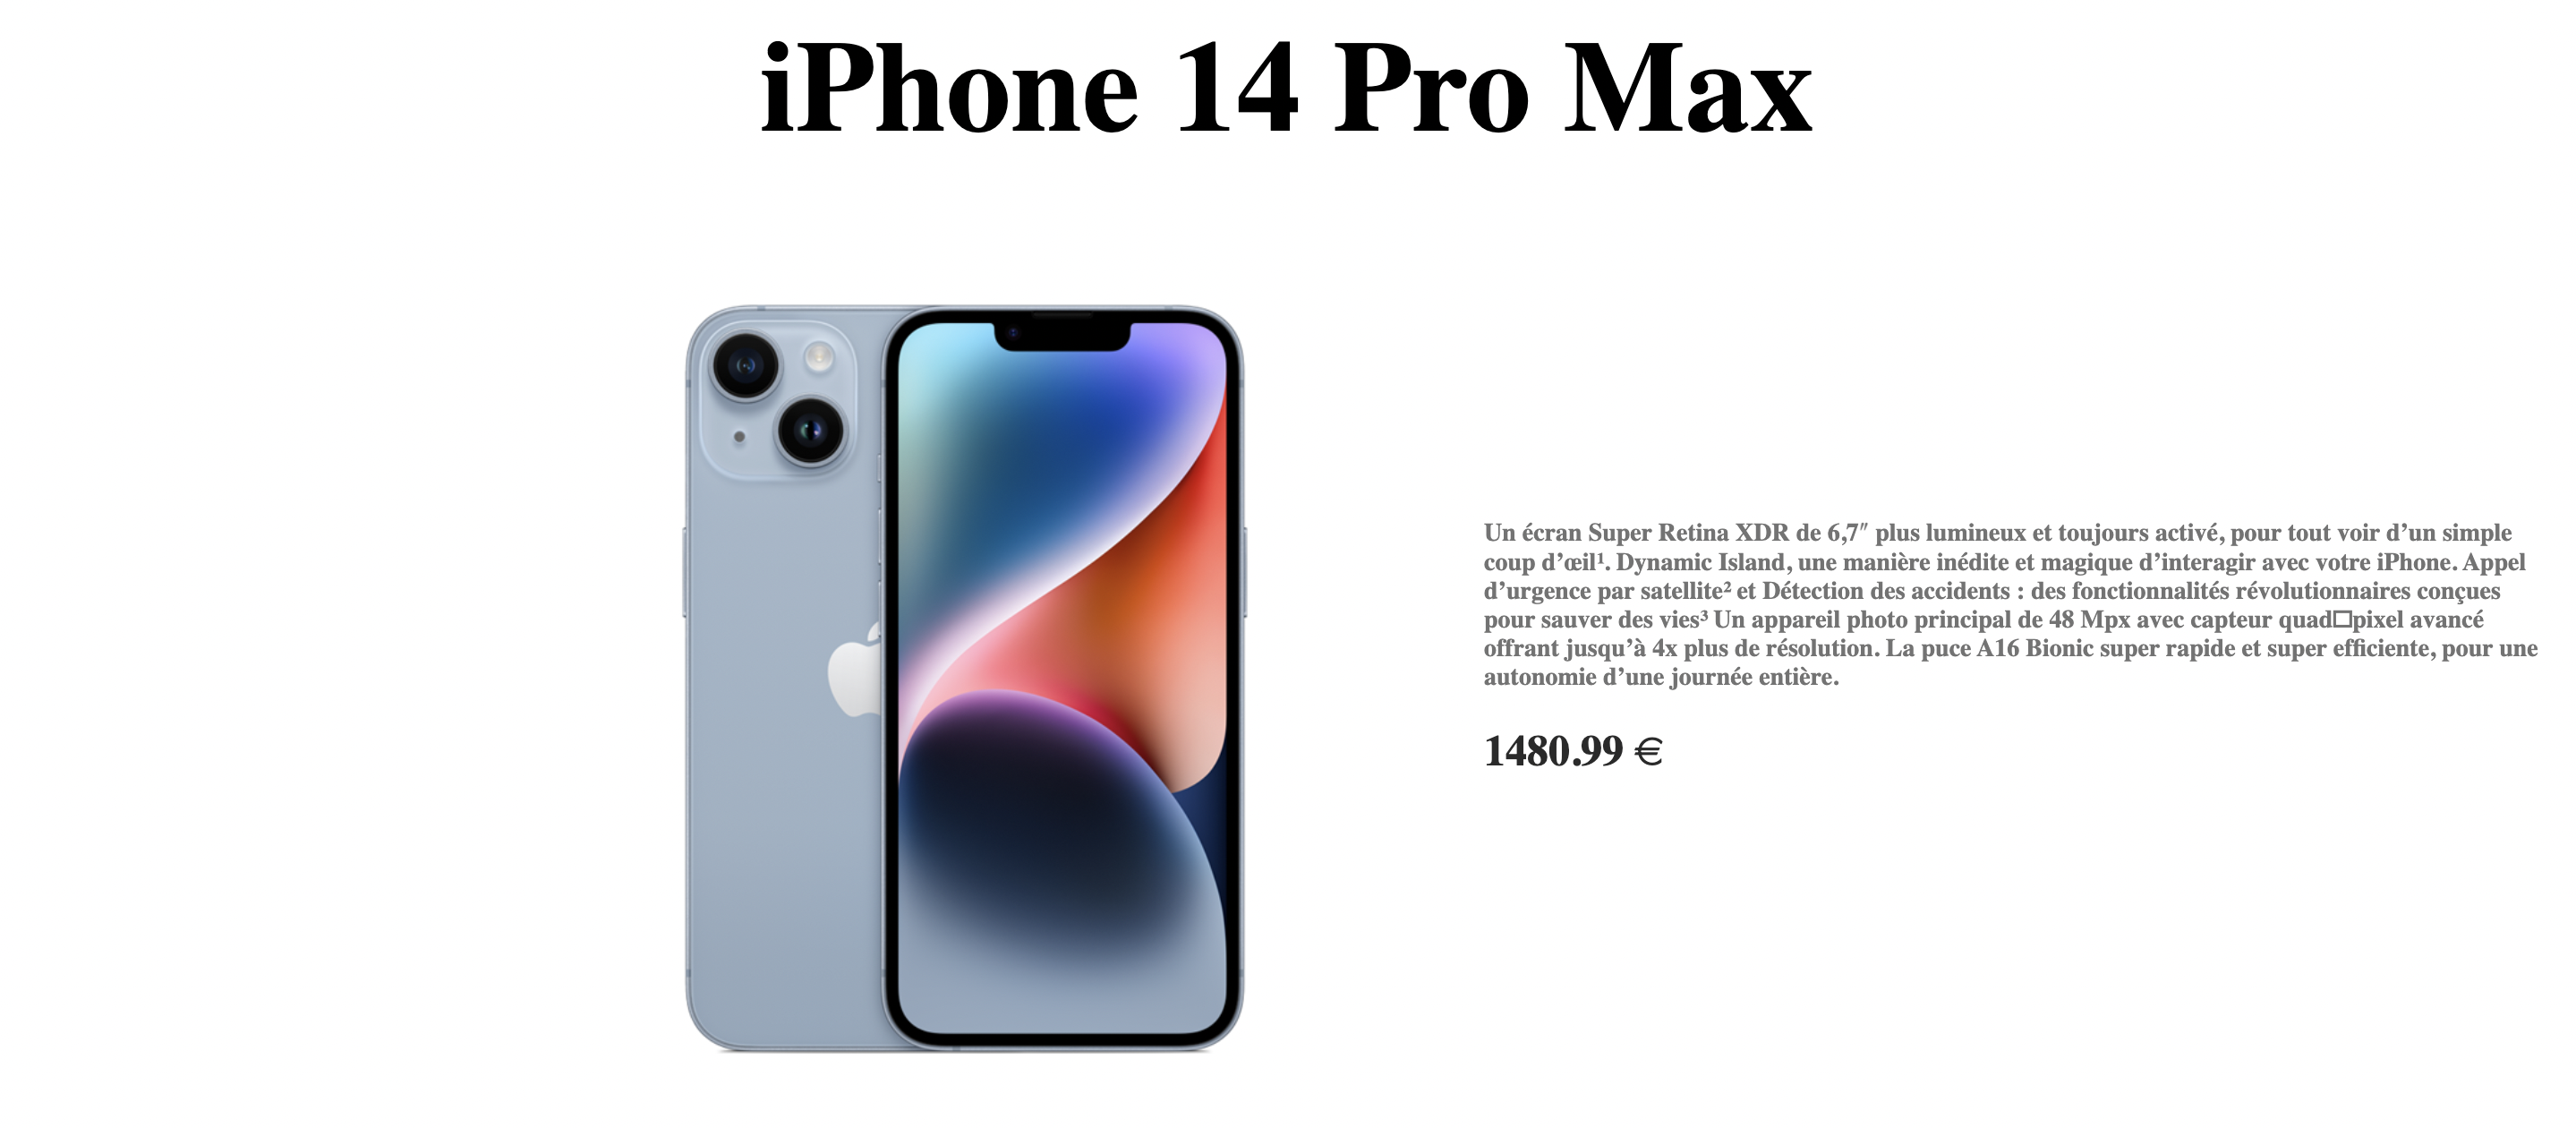 iPhone 14 Pro Max
Un écran Super Retina XDR de 6,7″ plus lumineux et toujours activé, pour tout voir d’un simple
coup d’œil¹. Dynamic Island, une manière inédite et magique d’interagir avec votre iPhone. Appel
d’urgence par satellite² et Détection des accidents : des fonctionnalités révolutionnaires conçues
pour sauver des vies³ Un appareil photo principal de 48 Mpx avec capteur quad□pixel avancé
offrant jusqu’à 4x plus de résolution. La puce A16 Bionic super rapide et super efficiente, pour une
autonomie d’une journée entière.
1480.99 €